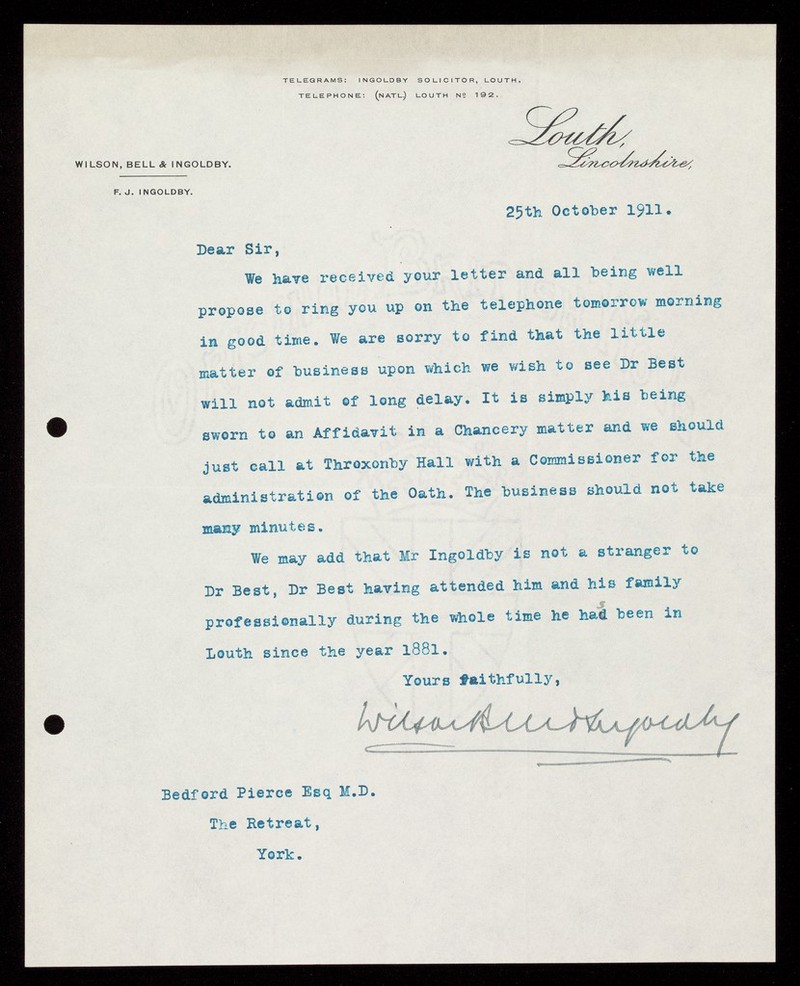 TELEGRAMS: INGOLDBY SOLICITOR, LOUTH.
TELEPHONE: (NATL) LOUTH Nº 192.
Louth,
Lincolnshire,
WILSON, BELL & INGOLDBY.
F. J. INGOLDBY.
25th October 1911.
Dear Sir,
We have received your letter and all being well
propose to ring you up on the telephone tomorrow morning
in good time. We are sorry to find that the little
matter of business upon which we wish to see Dr Best
will not admit of long delay. It is simply his being
sworn to an Affidavit in a Chancery matter and we should
just call at Throxonby Hall with a Commissioner for the
administration of the Oath. The business should not take
many minutes.
We may add that Mr Ingoldby is not a stranger to
Dr Best, Dr Best having attended him and his family
professionally during the whole time he has been in
Louth since the year 1881.
Yours faithfully,
Wilson Bell & Ingoldby
Bedford Pierce Esq M.D.
The Retreat,
York.